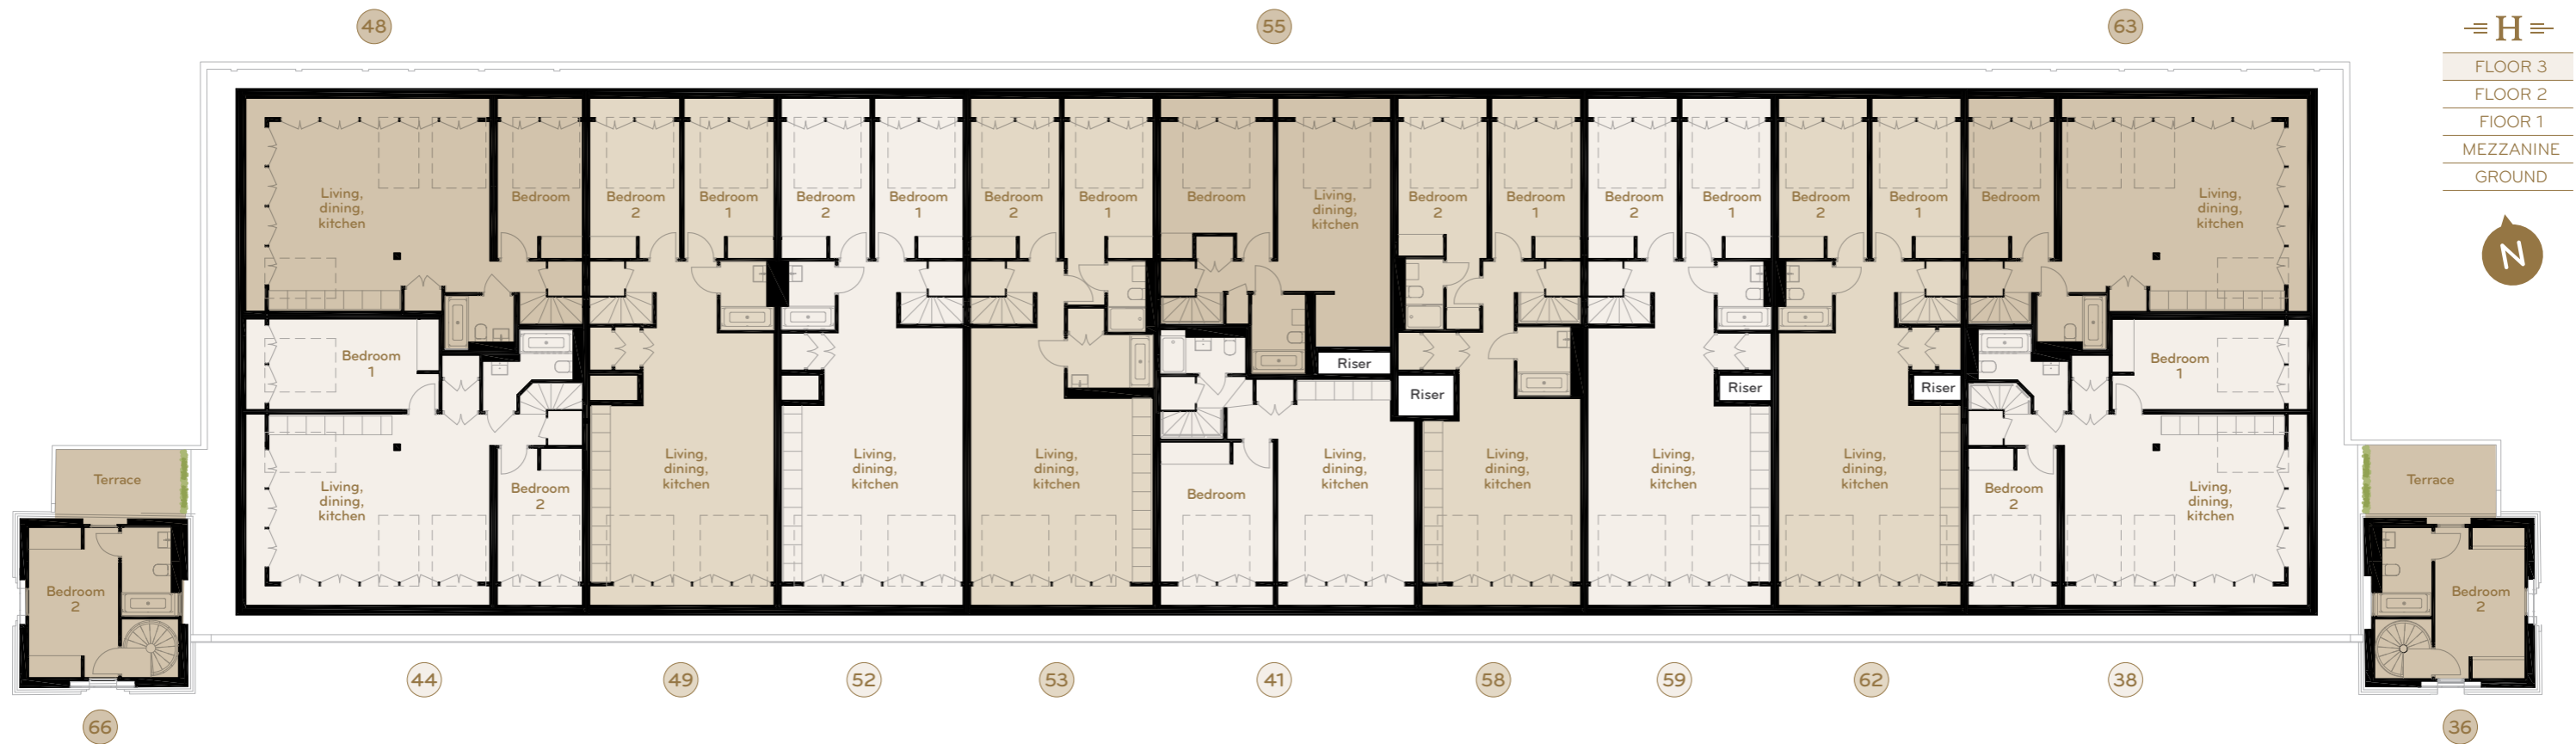 48
55
63
H
FLOOR 3
FLOOR 2
FlOOR 1
MEZZANINE
GROUND
N
Living,
dining,
kitchen
Bedroom
Bedroom
2
Bedroom
1
Bedroom
2
Bedroom
1
Bedroom
2
Bedroom
1
Bedroom
Living,
dining,
kitchen
Bedroom
2
Bedroom
1
Bedroom
2
Bedroom
1
Bedroom
2
Bedroom
1
Bedroom
Living,
dining,
kitchen
Bedroom
1
Riser
Riser
Riser
Riser
Bedroom
1
Terrace
Living,
dining,
kitchen
Bedroom
2
Living,
dining,
kitchen
Living,
dining,
kitchen
Living,
dining,
kitchen
Bedroom
Living,
dining,
kitchen
Living,
dining,
kitchen
Living,
dining,
kitchen
Living,
dining,
kitchen
Bedroom
2
Living,
dining,
kitchen
Terrace
Bedroom
2
Bedroom
2
44
49
52
53
41
58
59
62
38
66
36